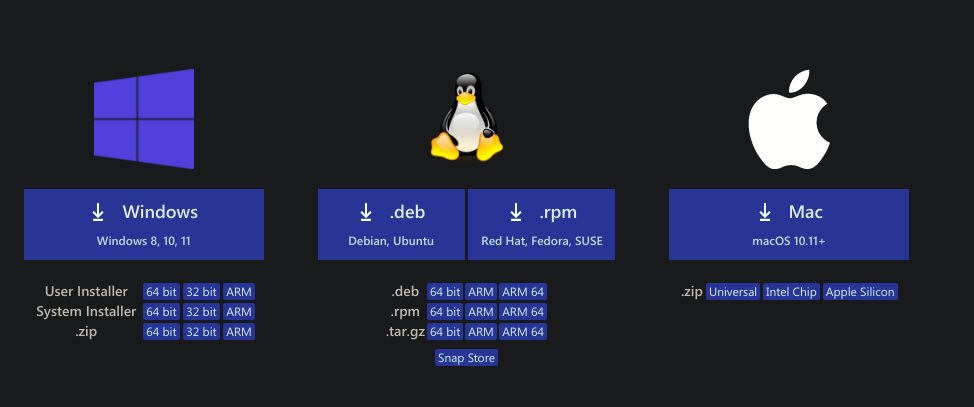 Windows
Windows 8, 10, 11
User Installer 64 bit 32 bit ARM
System Installer 64 bit 32 bit ARM
.zip 64 bit 32 bit ARM
.deb
Debian, Ubuntu
.rpm
Red Hat, Fedora, SUSE
.deb 64 bit ARM ARM 64
.rpm 64 bit ARM ARM 64
.tar.gz 64 bit ARM ARM 64
Snap Store
Mac
macOS 10.11+
.zip Universal Intel Chip Apple Silicon